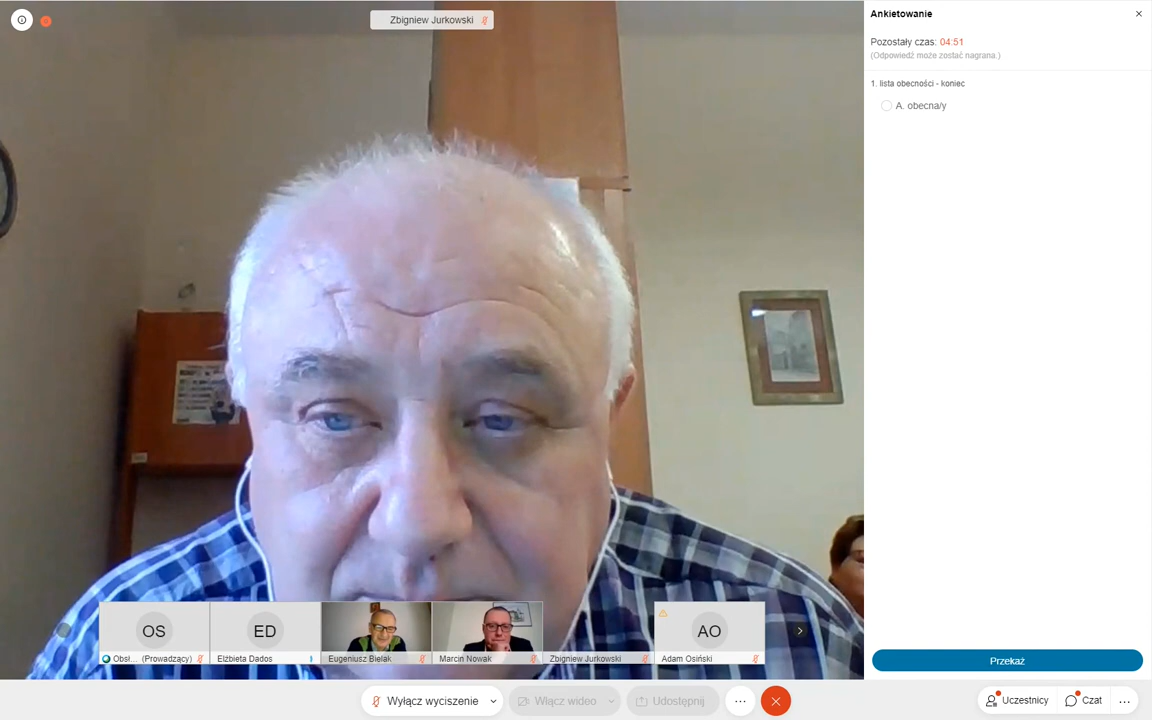 Zbigniew Jurkowski
Ankietowanie
Pozostały czas: 04:51
(Odpowiedź może zostać nagrana.)
1. lista obecności - koniec
A. obecna/y
OS
ED
AO
Obsł... (Prowadzący)
Elżbieta Dados
Eugeniusz Bielak
Marcin Nowak
Zbigniew Jurkowski
Adam Osiński
Przekaż
Wyłącz wyciszenie
Włącz wideo
Udostępnij
Uczestnicy
Czat